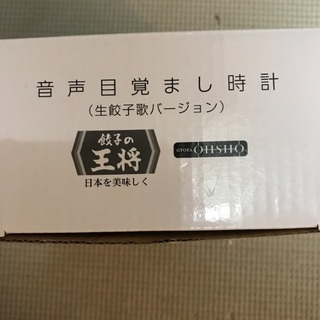 音声目覚まし時計
（生餃子歌バージョン）
餃子の
王将
日本を美味しく
GYOZA OHSHO